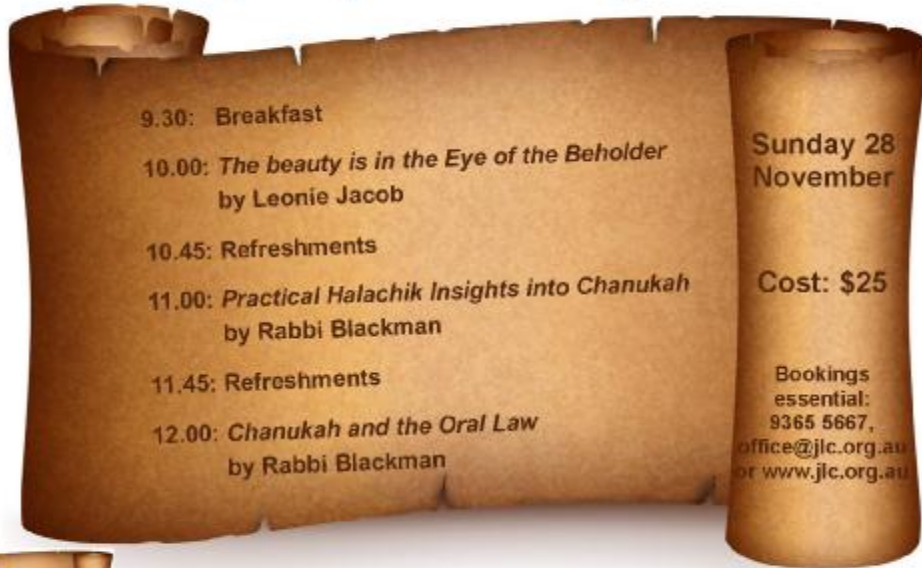 9.30: Breakfast
10.00: The beauty is in the Eye of the Beholder
by Leonie Jacob
10.45: Refreshments
11.00: Practical Halachik Insights into Chanukah
by Rabbi Blackman
11.45: Refreshments
12.00: Chanukah and the Oral Law
by Rabbi Blackman
Sunday 28
November
Cost: $25
Bookings
essential:
9365 5667,
office@jlc.org.au
or www.jlc.org.au